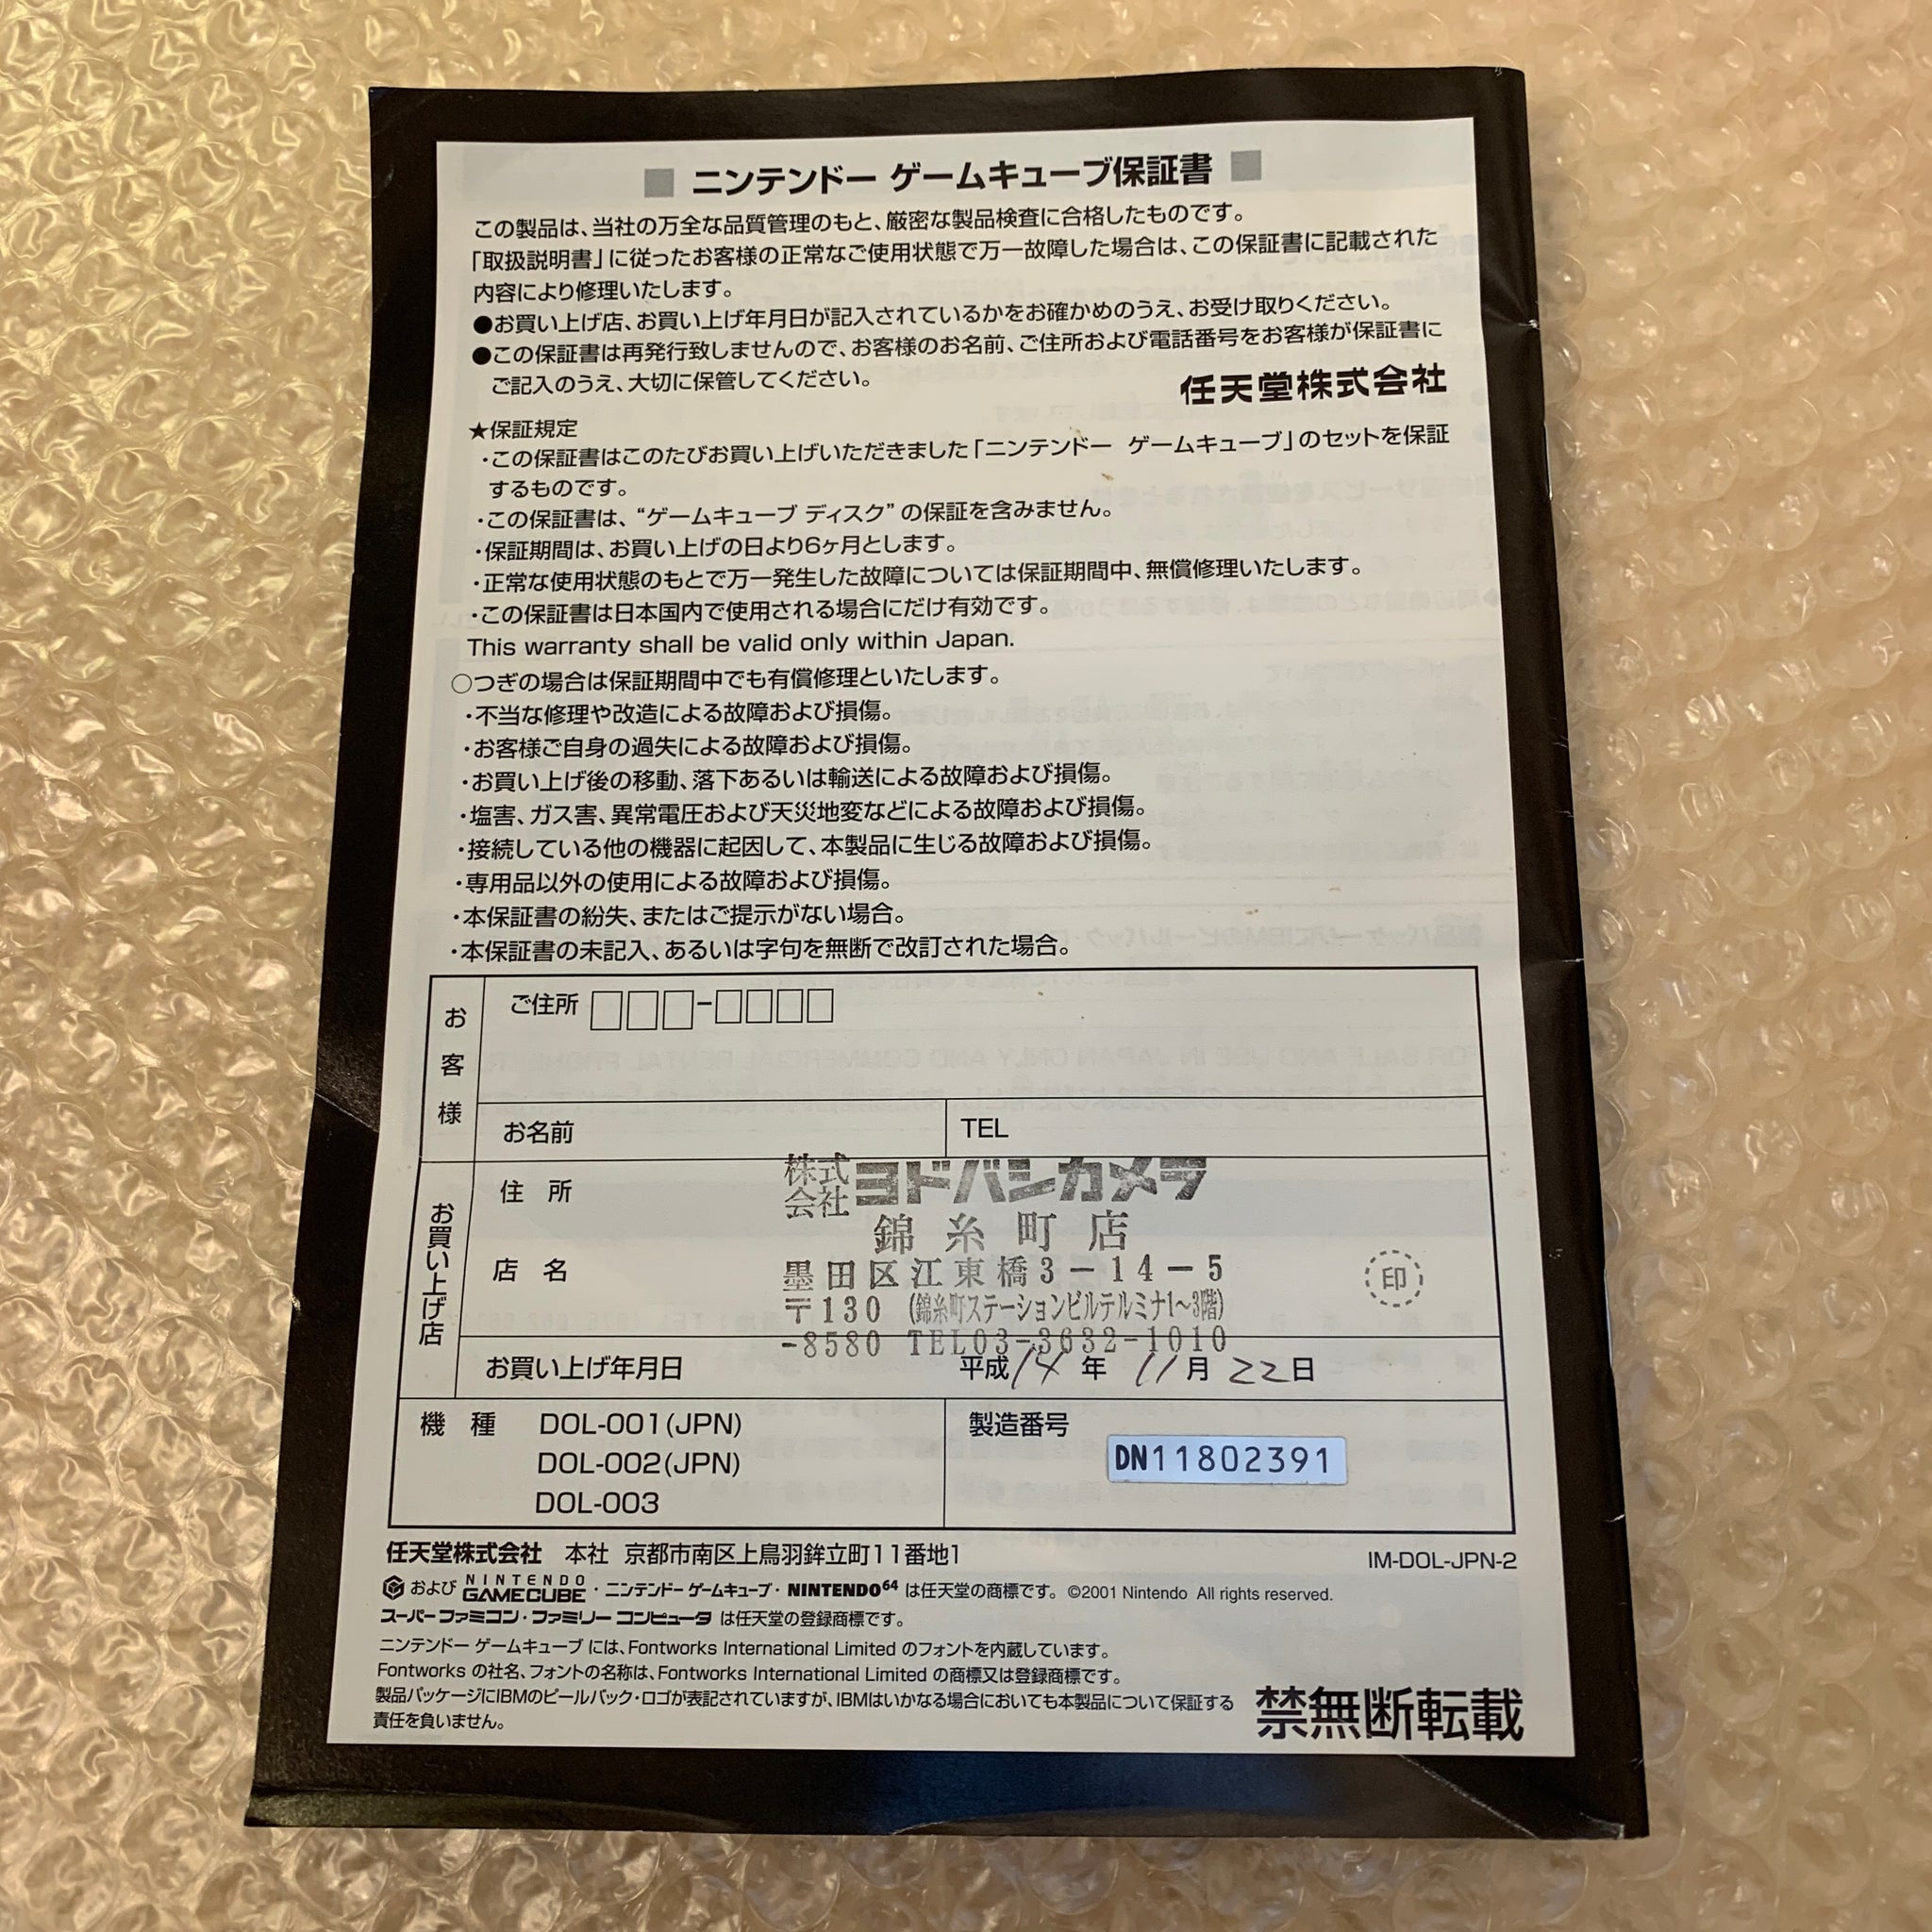 ■ ニンテンドー ゲームキューブ保証書 ■
この製品は、当社の万全な品質管理のもと、厳密な製品検査に合格したものです。
「取扱説明書」に従ったお客様の正常なご使用状態で万一故障した場合は、この保証書に記載された
内容により修理いたします。
●お買い上げ店、お買い上げ年月日が記入されているかをお確かめのうえ、お受け取りください。
●この保証書は再発行致しませんので、お客様のお名前、ご住所および電話番号をお客様が保証書に
ご記入のうえ、大切に保管してください。
任天堂株式会社
★保証規定
・この保証書はこのたびお買い上げいただきました「ニンテンドー ゲームキューブ」のセットを保証
するものです。
・この保証書は、“ゲームキューブ ディスク”の保証を含みません。
・保証期間は、お買い上げの日より6ヶ月とします。
・正常な使用状態のもとで万一発生した故障については保証期間中、無償修理いたします。
・この保証書は日本国内で使用される場合にだけ有効です。
This warranty shall be valid only within Japan.
○つぎの場合は保証期間中でも有償修理といたします。
・不当な修理や改造による故障および損傷。
・お客様ご自身の過失による故障および損傷。
・お買い上げ後の移動、落下あるいは輸送による故障および損傷。
・塩害、ガス害、異常電圧および天災地変などによる故障および損傷。
・接続している他の機器に起因して、本製品に生じる故障および損傷。
・専用品以外の使用による故障および損傷。
・本保証書の紛失、またはご提示がない場合。
・本保証書の未記入、あるいは字句を無断で改訂された場合。
お客様
ご住所 □□□-□□□□
お名前
TEL
お買い上げ店
住 所
株式会社ヨドバシカメラ
錦糸町店
店 名
墨田区江東橋3-14-5
印
〒130 (錦糸町ステーションビルテルミナ1~3階)
-8580 TEL03-3632-1010
お買い上げ年月日 平成14年 11月 22日
機 種 DOL-001(JPN)
DOL-002(JPN)
DOL-003
製造番号
DN11802391
任天堂株式会社 本社 京都市南区上鳥羽鉾立町11番地1
IM-DOL-JPN-2
および NINTENDO GAMECUBE・ニンテンドー ゲームキューブ・NINTENDO64 は任天堂の商標です。©2001 Nintendo All rights reserved.
スーパーファミコン・ファミリー コンピュータ は任天堂の登録商標です。
ニンテンドー ゲームキューブ には、Fontworks International Limited のフォントを内蔵しています。
Fontworks の社名、フォントの名称は、Fontworks International Limited の商標又は登録商標です。
製品パッケージにIBMのピールバック・ロゴが表記されていますが、IBMはいかなる場合においても本製品について保証する
責任を負いません。
禁無断転載